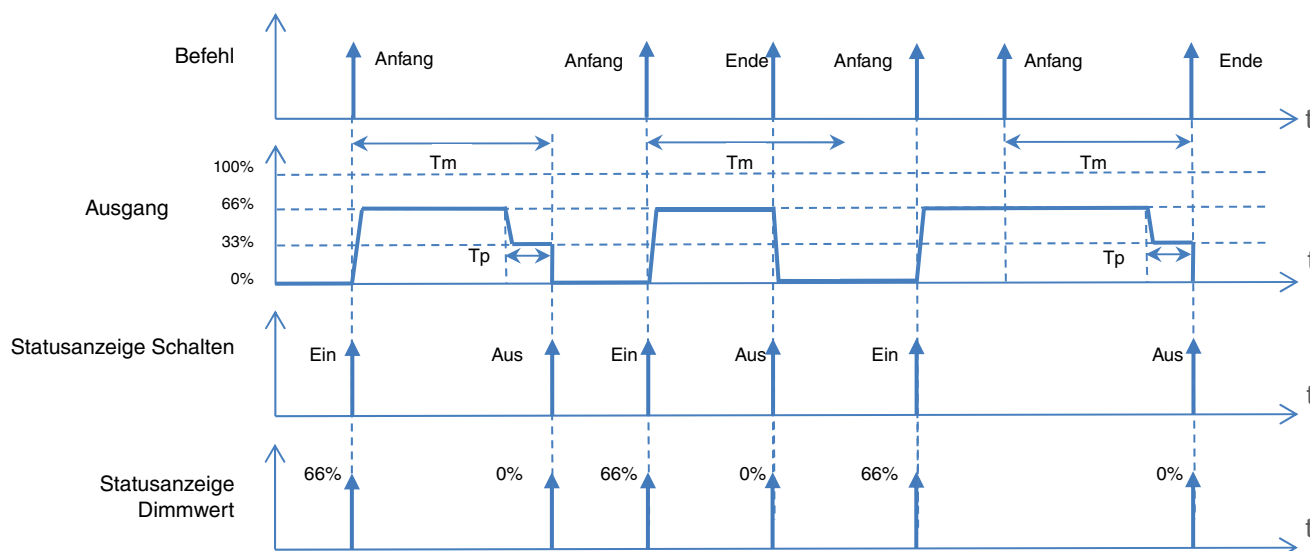 Befehl
Anfang Anfang Ende Anfang Anfang Ende
t
Tm Tm Tm
100%
Ausgang
66%
33%
0%
Tp Tp
t
Statusanzeige Schalten
Ein Aus Ein Aus Ein Aus
t
Statusanzeige
Dimmwert
66% 0% 66% 0% 66% 0%
t